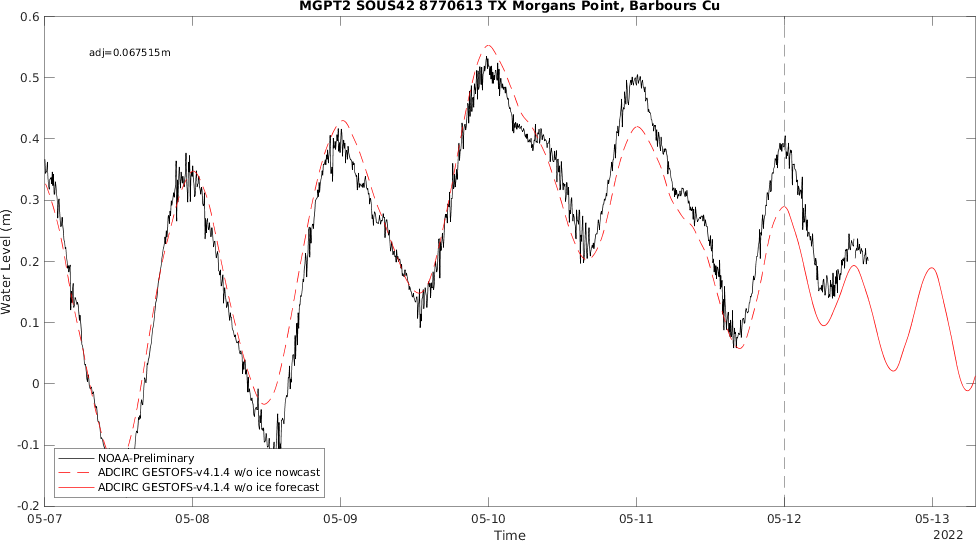 MGPT2 SOUS42 8770613 TX Morgans Point, Barbours Cu
adj=0.067515m
0.6
0.5
0.4
0.3
0.2
0.1
0
-0.1
-0.2
Water Level (m)
NOAA-Preliminary
ADCIRC GESTOFS-v4.1.4 w/o ice nowcast
ADCIRC GESTOFS-v4.1.4 w/o ice forecast
05-07 05-08 05-09 05-10 05-11 05-12 05-13
Time
2022